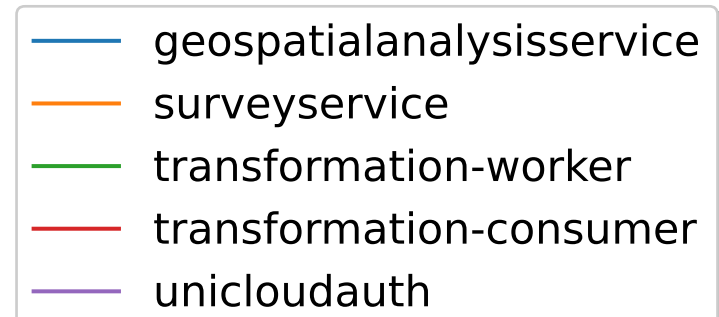 geospatialanalysisservice
surveyservice
transformation-worker
transformation-consumer
unicloudauth